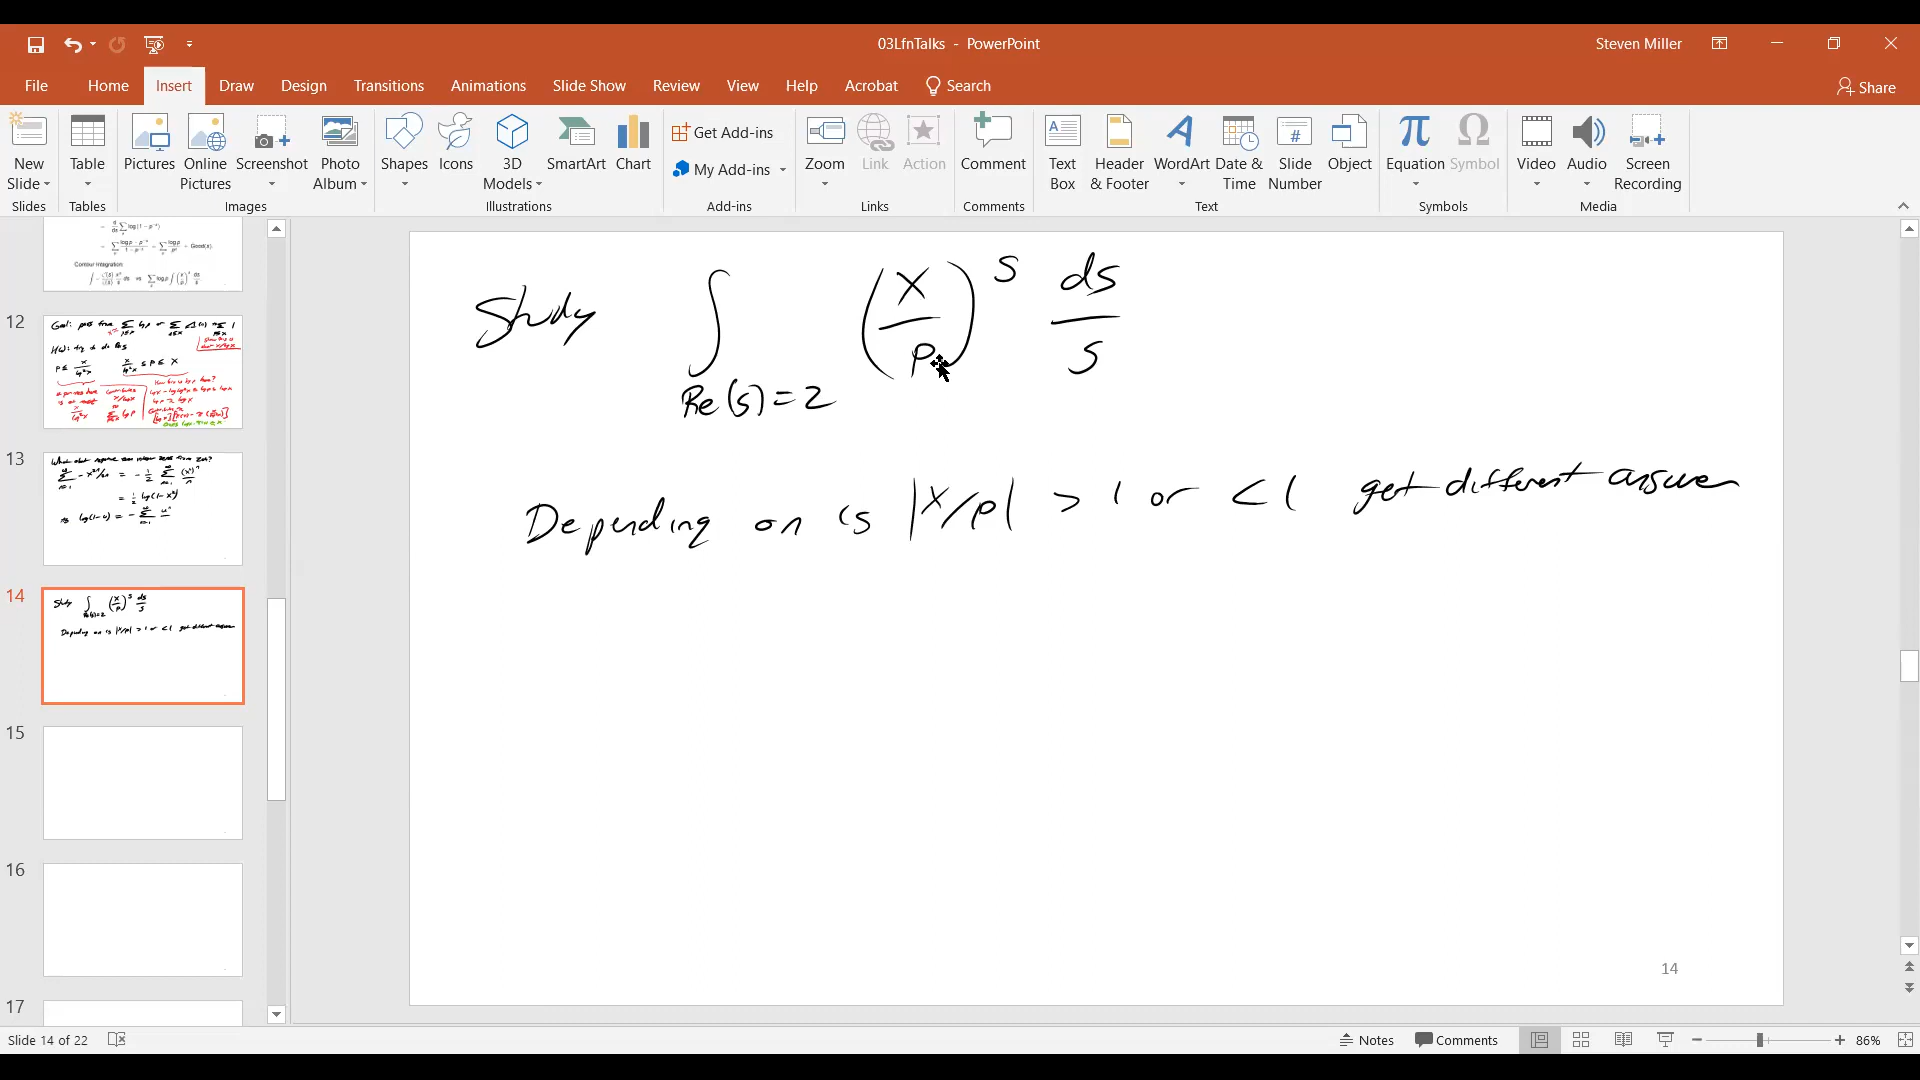 03LfnTalks - PowerPoint
Steven Miller
File Home Insert Draw Design Transitions Animations Slide Show Review View Help Acrobat Search Share
New Slide
Table
Pictures
Online Pictures
Screenshot
Photo Album
Shapes
Icons
3D Models
SmartArt
Chart
Get Add-ins
My Add-ins
Zoom
Link
Action
Comment
Text Box
Header & Footer
WordArt
Date & Time
Slide Number
Object
Equation
Symbol
Video
Audio
Screen Recording
Slides Tables Images Illustrations Add-ins Links Comments Text Symbols Media
Contour Integration:
12
13
14
15
16
17
Study ∫ Re(s)=2 (x/p)^s ds/s
Depending on is |x/p| > 1 or < 1 get different answer
14
Slide 14 of 22
Notes
Comments
86%